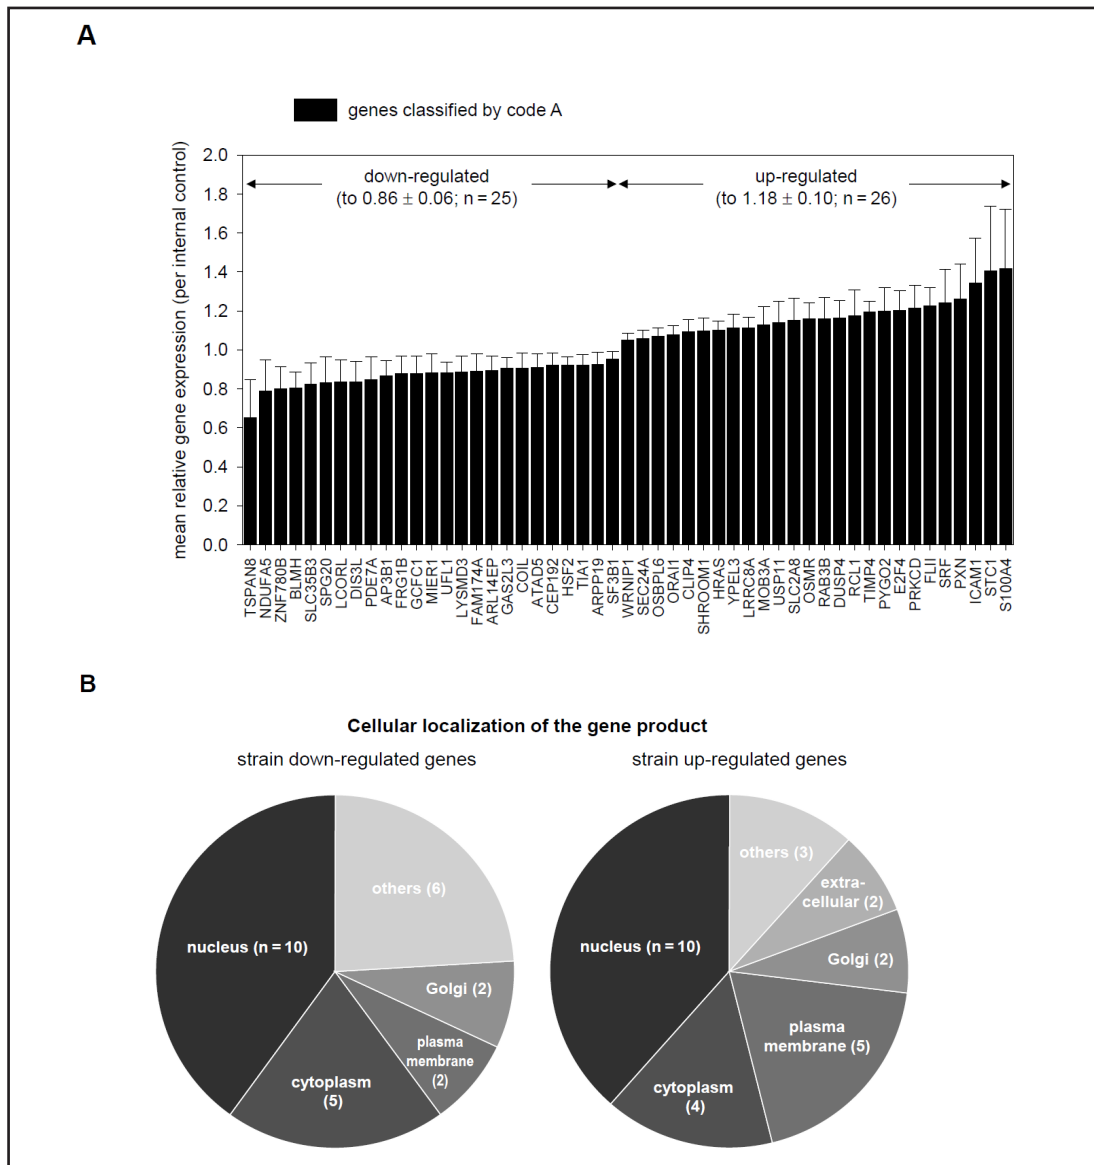 A
genes classified by code A
mean relative gene expression (per internal control)
2.0
1.8
1.6
1.4
1.2
1.0
0.8
0.6
0.4
0.2
0.0
down-regulated
(to 0.86 ± 0.06; n = 25)
up-regulated
(to 1.18 ± 0.10; n = 26)
TSPAN8
NDUFA5
ZNF780B
BLMH
SLC35B3
SPG20
LCORL
DIS3L
PDE7A
AP3B1
FRG1B
GCFC1
MIER1
UFL1
LYSMD3
FAM174A
ARL14EP
GAS2L3
COIL
ATAD5
CEP192
HSF2
TIA1
ARPP19
SF3B1
WRNIP1
SEC24A
OSBPL6
ORAI1
CLIP4
SHROOM1
HRAS
YPEL3
LRRC8A
MOB3A
USP11
SLC2A8
OSMR
RAB3B
DUSP4
RCL1
TIMP4
PYGO2
E2F4
PRKCD
FLII
SRF
PXN
ICAM1
STC1
S100A4
B
Cellular localization of the gene product
strain down-regulated genes
others (6)
nucleus (n = 10)
Golgi (2)
plasma
membrane
(2)
cytoplasm
(5)
strain up-regulated genes
others (3)
extra-
cellular (2)
nucleus (n = 10)
Golgi (2)
plasma
membrane (5)
cytoplasm
(4)